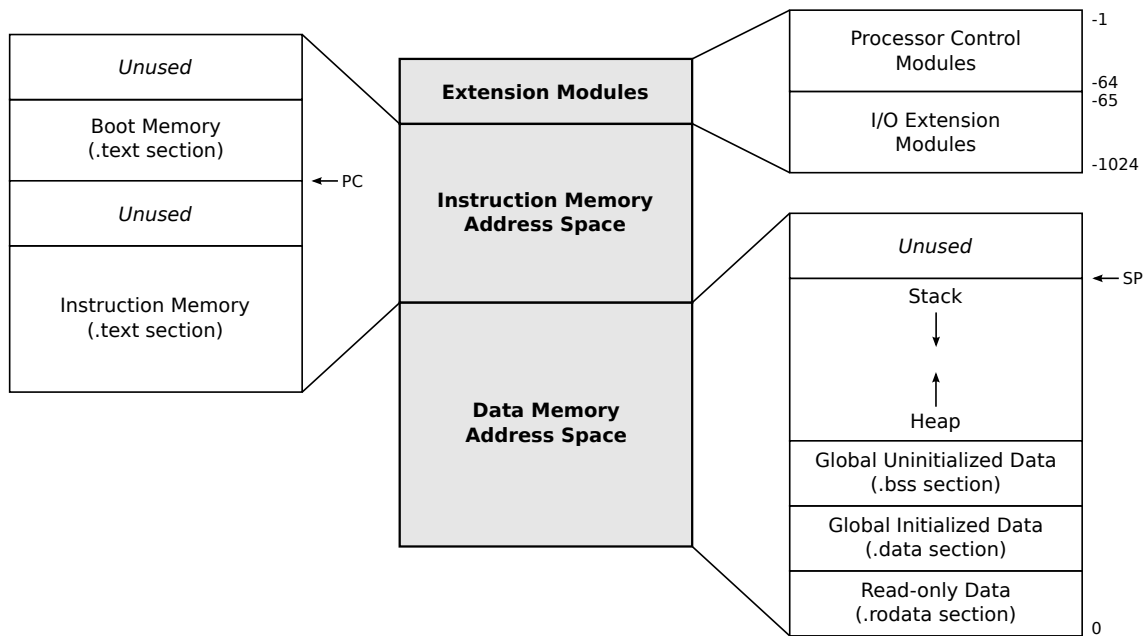 Unused
Boot Memory
(.text section)
PC
Unused
Instruction Memory
(.text section)
Extension Modules
Instruction Memory
Address Space
Data Memory
Address Space
-1
Processor Control
Modules
-64
-65
I/O Extension
Modules
-1024
Unused
SP
Stack
Heap
Global Uninitialized Data
(.bss section)
Global Initialized Data
(.data section)
Read-only Data
(.rodata section)
0